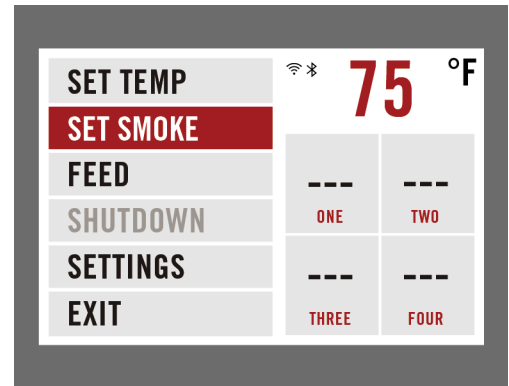 SET TEMP
SET SMOKE
FEED
SHUTDOWN
SETTINGS
EXIT
75 °F
--- ---
ONE TWO
--- ---
THREE FOUR